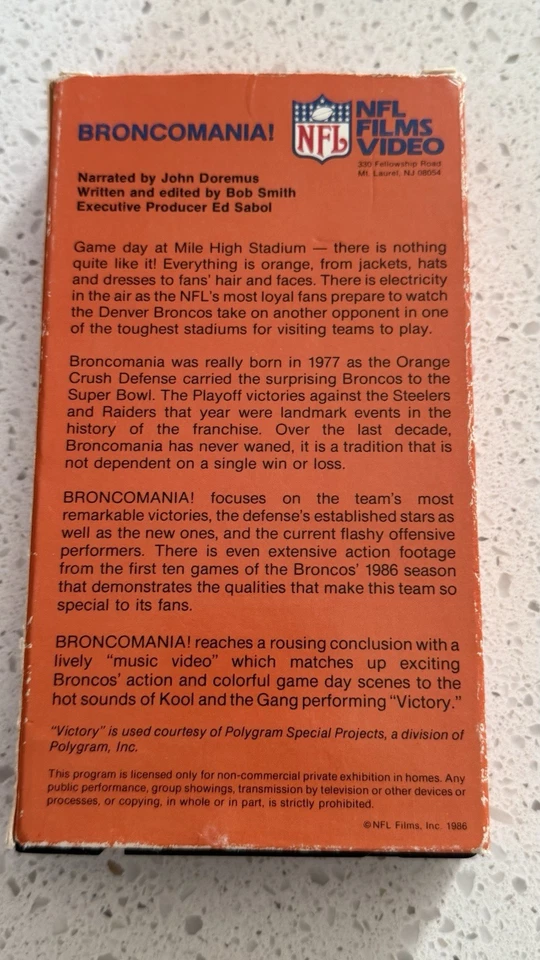 BRONCOMANIA!
NFL
NFL
FILMS
VIDEO
330 Fellowship Road
Mt. Laurel, NJ 08054
Narrated by John Doremus
Written and edited by Bob Smith
Executive Producer Ed Sabol
Game day at Mile High Stadium — there is nothing
quite like it! Everything is orange, from jackets, hats
and dresses to fans' hair and faces. There is electricity
in the air as the NFL's most loyal fans prepare to watch
the Denver Broncos take on another opponent in one
of the toughest stadiums for visiting teams to play.
Broncomania was really born in 1977 as the Orange
Crush Defense carried the surprising Broncos to the
Super Bowl. The Playoff victories against the Steelers
and Raiders that year were landmark events in the
history of the franchise. Over the last decade,
Broncomania has never waned, it is a tradition that is
not dependent on a single win or loss.
BRONCOMANIA! focuses on the team's most
remarkable victories, the defense's established stars as
well as the new ones, and the current flashy offensive
performers. There is even extensive action footage
from the first ten games of the Broncos' 1986 season
that demonstrates the qualities that make this team so
special to its fans.
BRONCOMANIA! reaches a rousing conclusion with a
lively "music video" which matches up exciting
Broncos' action and colorful game day scenes to the
hot sounds of Kool and the Gang performing "Victory."
"Victory" is used courtesy of Polygram Special Projects, a division of
Polygram, Inc.
This program is licensed only for non-commercial private exhibition in homes. Any
public performance, group showings, transmission by television or other devices or
processes, or copying, in whole or in part, is strictly prohibited.
©NFL Films, Inc. 1986